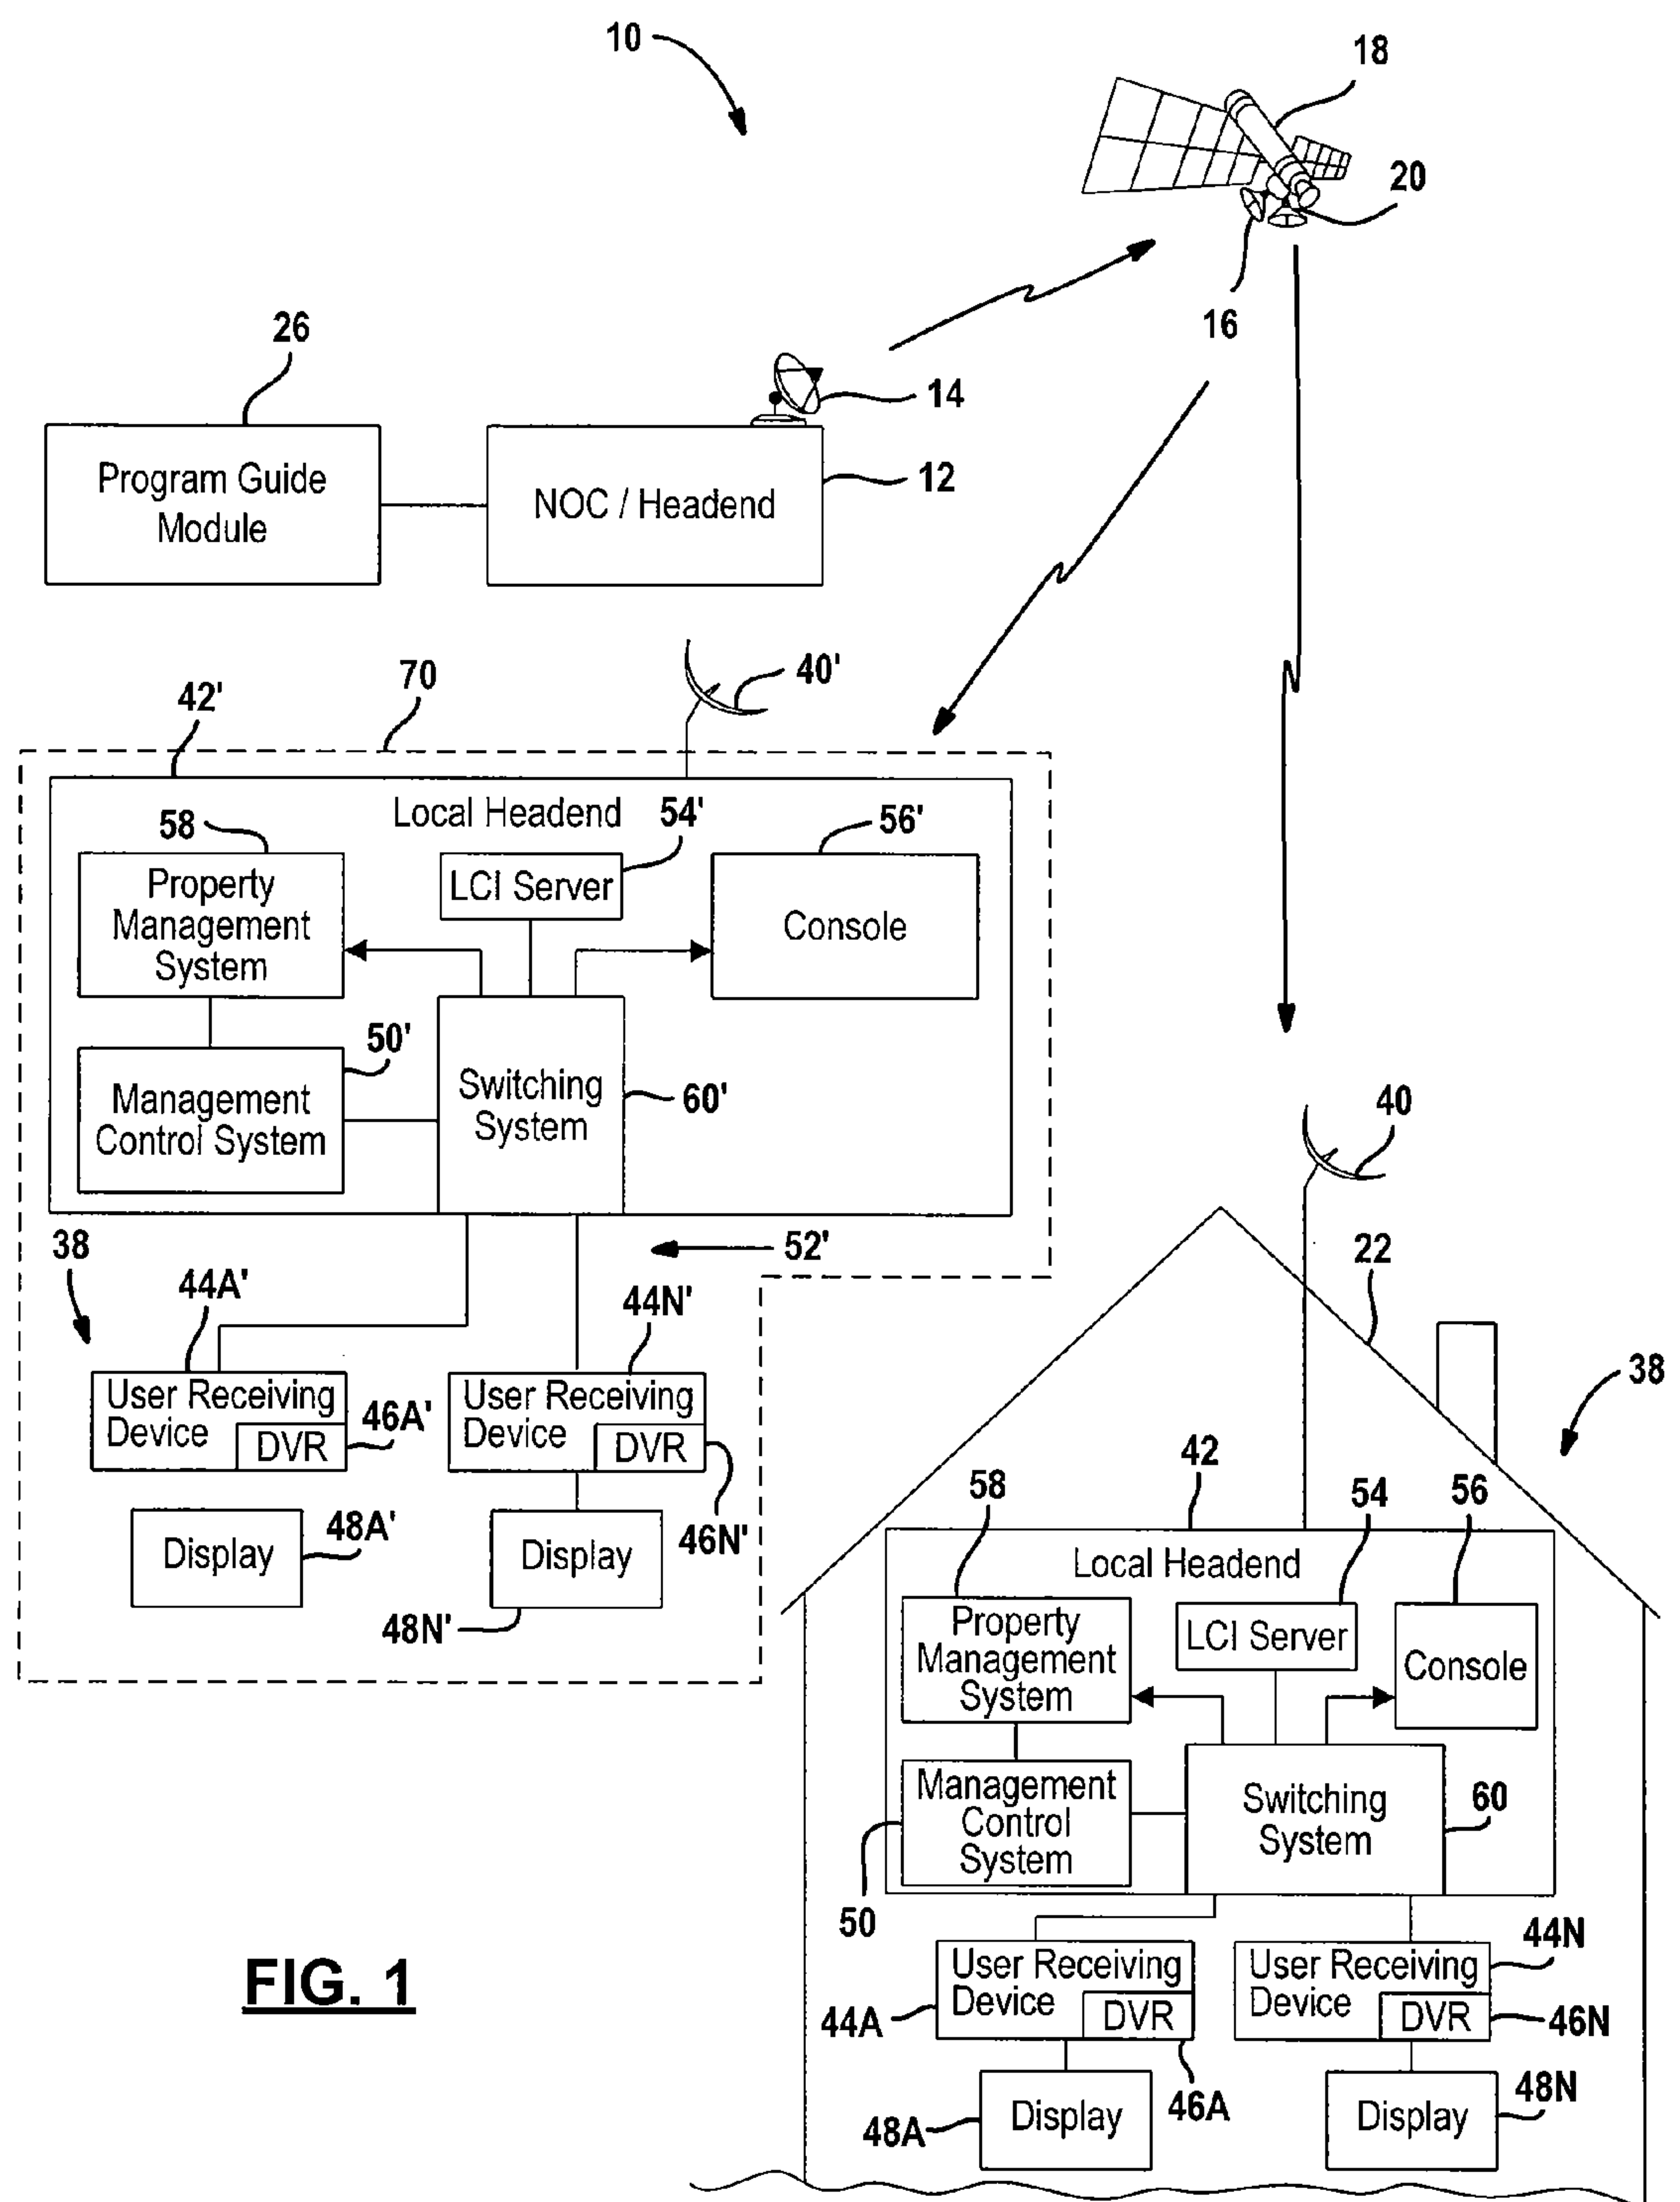 10
18
20
16
26
14
Program Guide
Module
NOC / Headend
12
70
40'
42'
Local Headend
54'
56'
58
Property
Management
System
LCI Server
Console
50'
Management
Control System
Switching
System
60'
40
38
52'
22
44A'
44N'
User Receiving
Device
DVR
46A'
User Receiving
Device
DVR
46N'
38
Display
48A'
Display
48N'
42
58
54
56
Local Headend
Property
Management
System
LCI Server
Console
Management
Control
System
50
Switching
System
60
44N
User Receiving
Device
DVR
44A
46A
User Receiving
Device
DVR
46N
Display
48A
Display
48N
FIG. 1